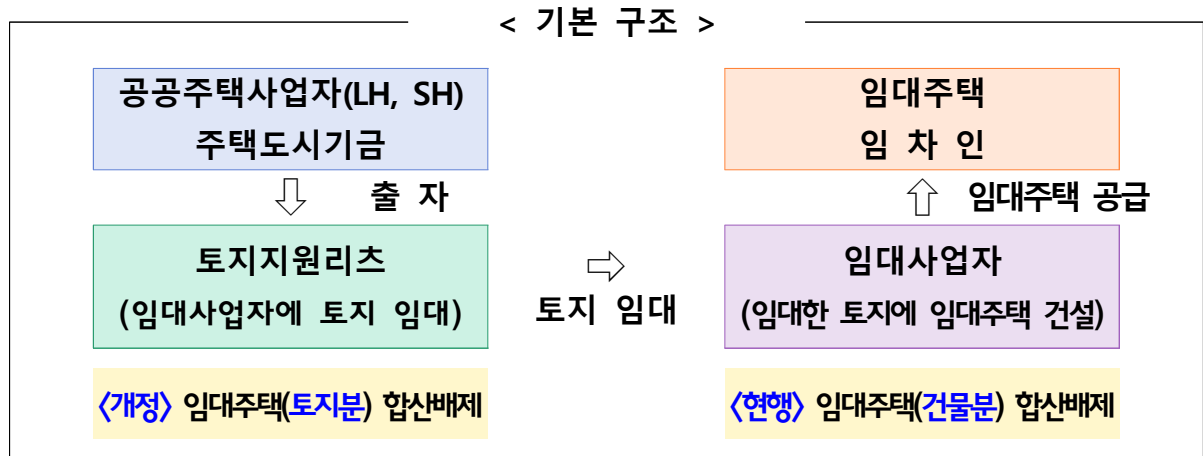 < 기본 구조 >
공공주택사업자(LH, SH)
주택도시기금
출 자
토지지원리츠
(임대사업자에 토지 임대)
<개정> 임대주택(토지분) 합산배제
토지 임대
임대주택
임 차 인
임대주택 공급
임대사업자
(임대한 토지에 임대주택 건설)
<현행> 임대주택(건물분) 합산배제